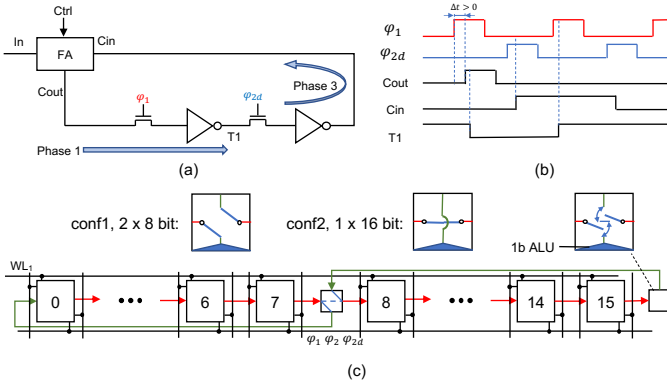 Ctrl
In
FA
Cin
Cout
φ1
φ2d
T1
Phase 3
Phase 1
(a)
Δt > 0
φ1
φ2d
Cout
Cin
T1
(b)
conf1, 2 x 8 bit:
conf2, 1 x 16 bit:
1b ALU
WL1
0
6
7
8
14
15
φ1 φ2 φ2d
(c)